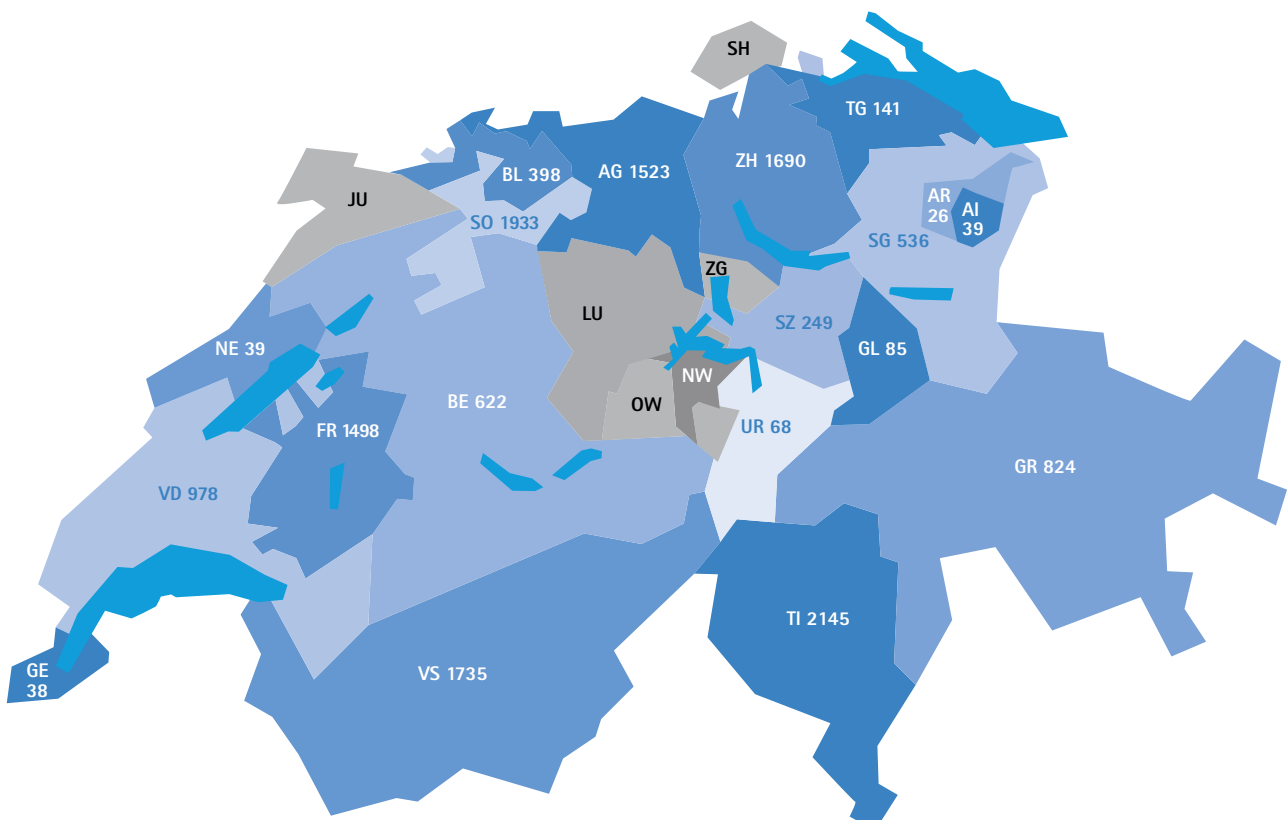 SH
TG 141
ZH 1690
AG 1523
BL 398
JU
SO 1933
AR
26
AI
39
SG 536
ZG
LU
SZ 249
NE 39
GL 85
NW
BE 622
OW
UR 68
FR 1498
GR 824
VD 978
TI 2145
GE
38
VS 1735